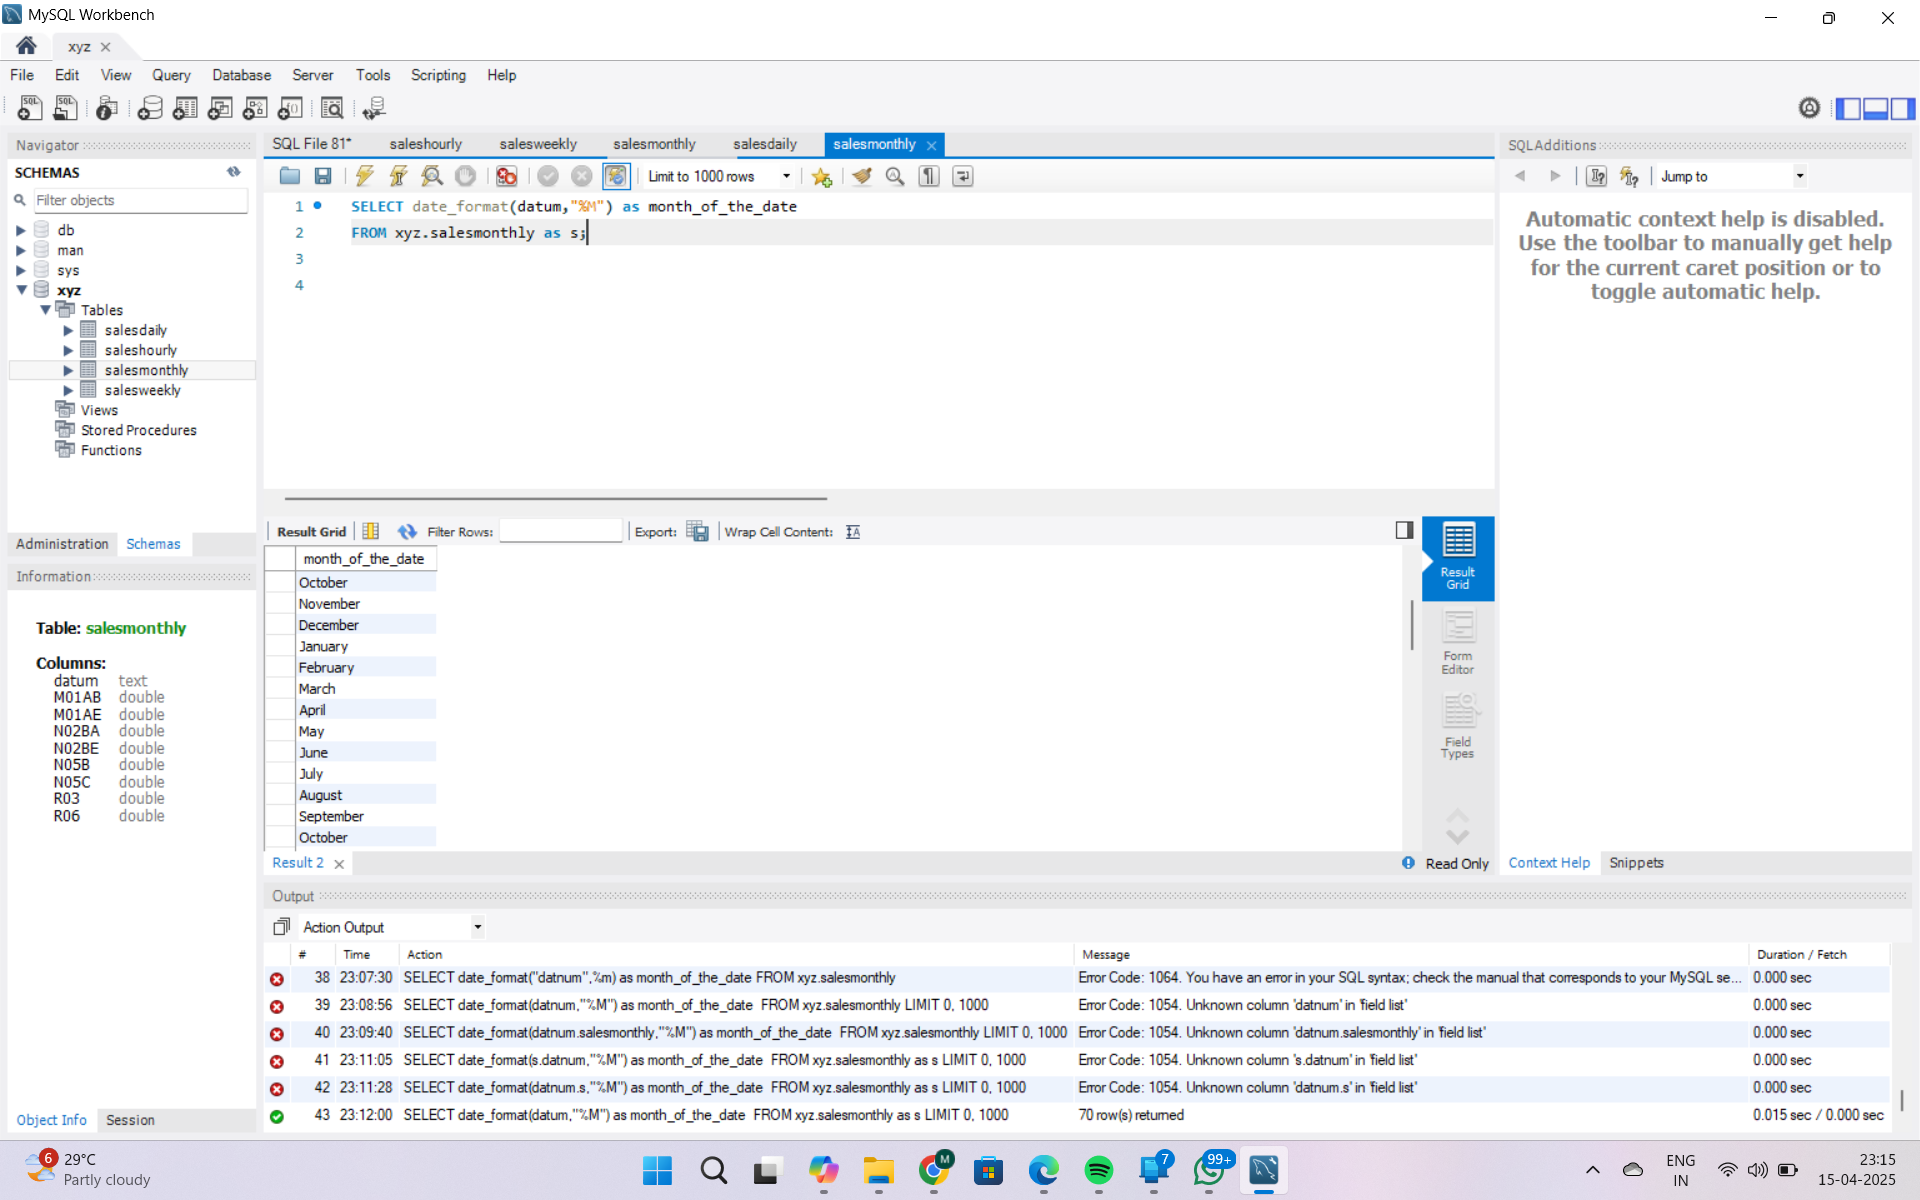 MySQL Workbench
xyz
File Edit View Query Database Server Tools Scripting Help
Navigator
SCHEMAS
Filter objects
db
man
sys
xyz
Tables
salesdaily
saleshourly
salesmonthly
salesweekly
Views
Stored Procedures
Functions
Administration Schemas
Information
Table: salesmonthly
Columns:
datum text
M01AB double
M01AE double
N02BA double
N02BE double
N05B double
N05C double
R03 double
R06 double
Object Info Session
SQL File 81* saleshourly salesweekly salesmonthly salesdaily salesmonthly
Limit to 1000 rows
1 SELECT date_format(datum,"%M") as month_of_the_date
2 FROM xyz.salesmonthly as s;
3
4
Result Grid Filter Rows: Export: Wrap Cell Content:
month_of_the_date
October
November
December
January
February
March
April
May
June
July
August
September
October
Result 2
Result
Grid
Form
Editor
Field
Types
Read Only
SQLAdditions
Jump to
Automatic context help is disabled.
Use the toolbar to manually get help
for the current caret position or to
toggle automatic help.
Context Help Snippets
Output
Action Output
# Time Action Message Duration / Fetch
38 23:07:30 SELECT date_format("datnum",%m) as month_of_the_date FROM xyz.salesmonthly Error Code: 1064. You have an error in your SQL syntax; check the manual that corresponds to your MySQL se... 0.000 sec
39 23:08:56 SELECT date_format(datnum,"%M") as month_of_the_date FROM xyz.salesmonthly LIMIT 0, 1000 Error Code: 1054. Unknown column 'datnum' in 'field list' 0.000 sec
40 23:09:40 SELECT date_format(datnum.salesmonthly,"%M") as month_of_the_date FROM xyz.salesmonthly LIMIT 0, 1000 Error Code: 1054. Unknown column 'datnum.salesmonthly' in 'field list' 0.000 sec
41 23:11:05 SELECT date_format(s.datnum,"%M") as month_of_the_date FROM xyz.salesmonthly as s LIMIT 0, 1000 Error Code: 1054. Unknown column 's.datnum' in 'field list' 0.000 sec
42 23:11:28 SELECT date_format(datnum.s,"%M") as month_of_the_date FROM xyz.salesmonthly as s LIMIT 0, 1000 Error Code: 1054. Unknown column 'datnum.s' in 'field list' 0.000 sec
43 23:12:00 SELECT date_format(datum,"%M") as month_of_the_date FROM xyz.salesmonthly as s LIMIT 0, 1000 70 row(s) returned 0.015 sec / 0.000 sec
6
29°C
Partly cloudy
M
7
99+
ENG
IN
23:15
15-04-2025